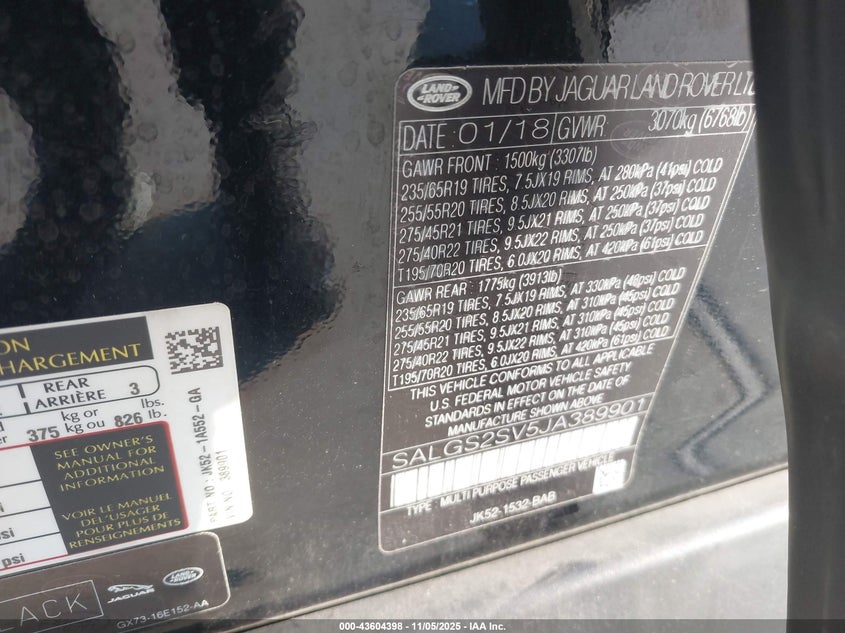 LAND
ROVER
MFD BY JAGUAR LAND ROVER LTD
DATE: 01/18 GVWR 3070kg (6768lb)
GAWR FRONT : 1500kg (3307lb)
235/65R19 TIRES, 7.5JX19 RIMS, AT 280kPa (41psi) COLD
255/55R20 TIRES, 8.5JX20 RIMS, AT 250kPa (37psi) COLD
275/45R21 TIRES, 9.5JX21 RIMS, AT 250kPa (37psi) COLD
275/40R22 TIRES, 9.5JX22 RIMS, AT 250kPa (37psi) COLD
T195/70R20 TIRES, 6.0JX20 RIMS, AT 420kPa (61psi) COLD
GAWR REAR : 1775kg (3913lb)
235/65R19 TIRES, 7.5JX19 RIMS, AT 330kPa (48psi) COLD
255/55R20 TIRES, 8.5JX20 RIMS, AT 310kPa (45psi) COLD
275/45R21 TIRES, 9.5JX21 RIMS, AT 310kPa (45psi) COLD
275/40R22 TIRES, 9.5JX22 RIMS, AT 310kPa (45psi) COLD
T195/70R20 TIRES, 6.0JX20 RIMS, AT 420kPa (61psi) COLD
THIS VEHICLE CONFORMS TO ALL APPLICABLE
U.S. FEDERAL MOTOR VEHICLE SAFETY
STANDARDS IN EFFECT ON THE DATE OF
MANUFACTURE SHOWN ABOVE
SALGS2SV5JA389901
TYPE - MULTI PURPOSE PASSENGER VEHICLE
JK52-1532-BAB
ON
HARGEMENT
REAR
ARRIÈRE 3
kg or lbs.
er 375 kg ou 826 lb.
SEE OWNER'S
MANUAL FOR
ADDITIONAL
INFORMATION
VOIR LE MANUEL
DE L'USAGER
POUR PLUS DE
RENSEIGNEMENTS
psi
psi
PART NO : JK52-1A552-GA
389901
LACK
JAGUAR
LAND
ROVER
GX73-16E152-AA
000-43604398 - 11/05/2025 - IAA Inc.